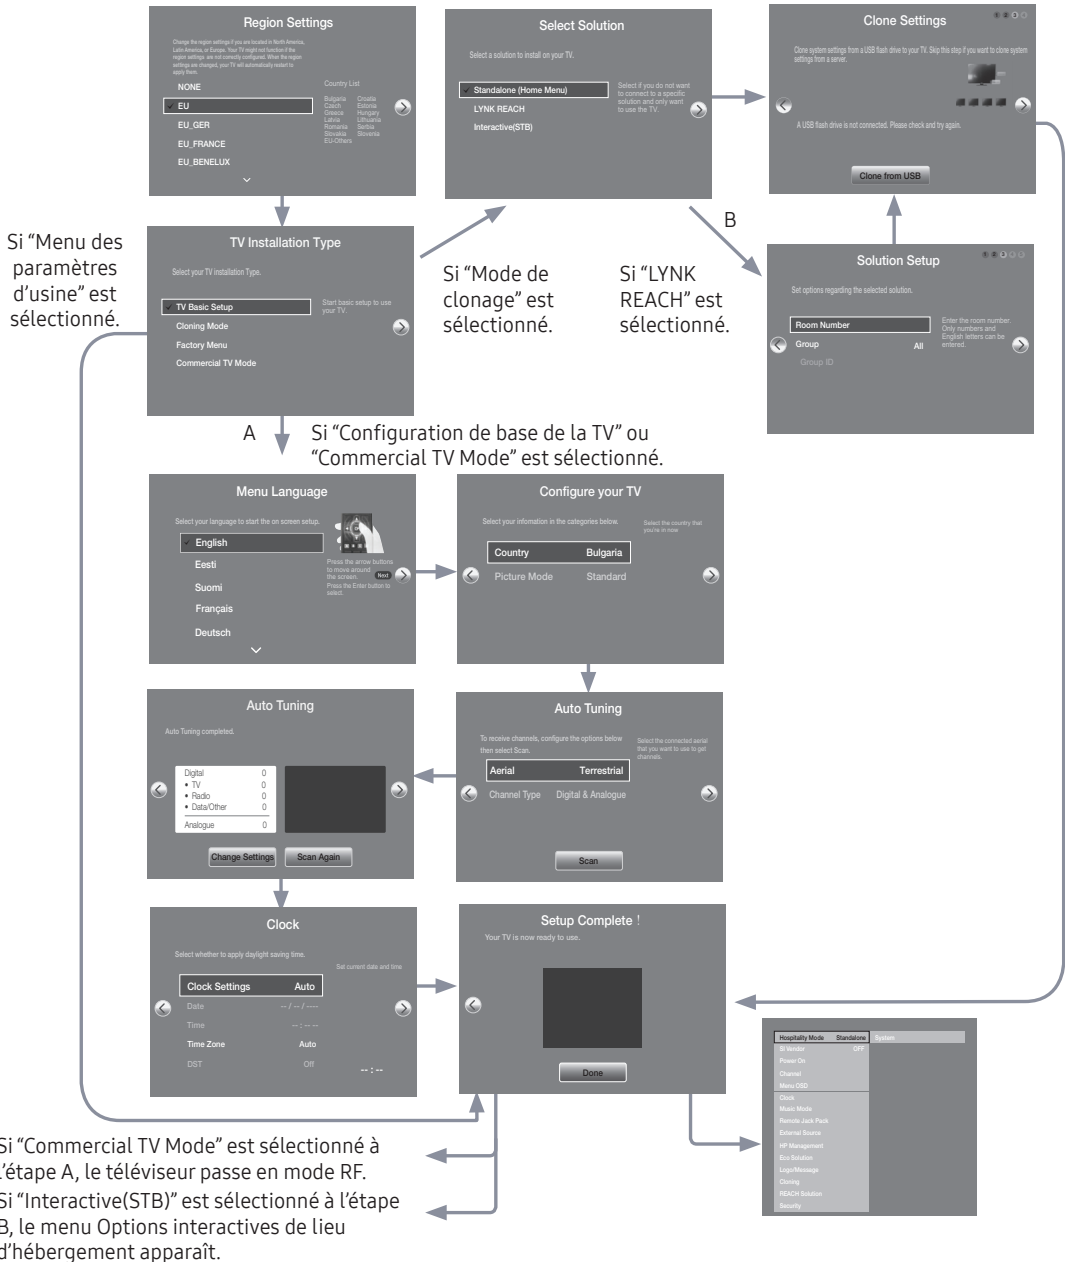 Region Settings
Change the region settings if you are located in North America,
Latin America, or Europe. Your TV might not function if the
region settings are not correctly configured. When the region
settings are changed, your TV will automatically restart to
apply them.
NONE
EU
EU_GER
EU_FRANCE
EU_BENELUX
Country List
Bulgaria Croatia
Czech Estonia
Greece Hungary
Latvia Lithuania
Romania Serbia
Slovakia Slovenia
EU-Others
Select Solution
Select a solution to install on your TV.
Standalone (Home Menu)
LYNK REACH
Interactive(STB)
Select if you do not want
to connect to a specific
solution and only want
to use the TV.
Clone Settings
Clone system settings from a USB flash drive to your TV. Skip this step if you want to clone system
settings from a server.
A USB flash drive is not connected. Please check and try again.
Clone from USB
Si “Menu des
paramètres
d’usine” est
sélectionné.
TV Installation Type
Select your TV installation Type.
TV Basic Setup
Cloning Mode
Factory Menu
Commercial TV Mode
Start basic setup to use
your TV.
Si “Mode de
clonage” est
sélectionné.
B
Si “LYNK
REACH” est
sélectionné.
Solution Setup
Set options regarding the selected solution.
Room Number
Group All
Group ID
Enter the room number.
Only numbers and
English letters can be
entered.
A
Si “Configuration de base de la TV” ou
“Commercial TV Mode” est sélectionné.
Menu Language
Select your language to start the on screen setup.
English
Eesti
Suomi
Français
Deutsch
Press the arrow buttons
to move around
the screen.
Press the Enter button to
select.
Next
Configure your TV
Select your infomation in the categories below.
Select the country that
you're in now
Country Bulgaria
Picture Mode Standard
Auto Tuning
Auto Tuning completed.
Digital 0
• TV 0
• Radio 0
• Data/Other 0
Analogue 0
Change Settings Scan Again
Auto Tuning
To receive channels, configure the options below
then select Scan.
Select the connected aerial
that you want to use to get
channels.
Aerial Terrestrial
Channel Type Digital & Analogue
Scan
Clock
Select whether to apply daylight saving time.
Set current date and time
Clock Settings Auto
Date -- / -- / ----
Time -- : -- --
Time Zone Auto
DST Off
-- : --
Setup Complete !
Your TV is now ready to use.
Done
Hospitality Mode Standalone System
SI Vendor OFF
Power On
Channel
Menu OSD
Clock
Music Mode
Remote Jack Pack
External Source
HP Management
Eco Solution
Logo/Message
Cloning
REACH Solution
Security
Si “Commercial TV Mode” est sélectionné à
l’étape A, le téléviseur passe en mode RF.
Si “Interactive(STB)” est sélectionné à l’étape
B, le menu Options interactives de lieu
d’hébergement apparaît.